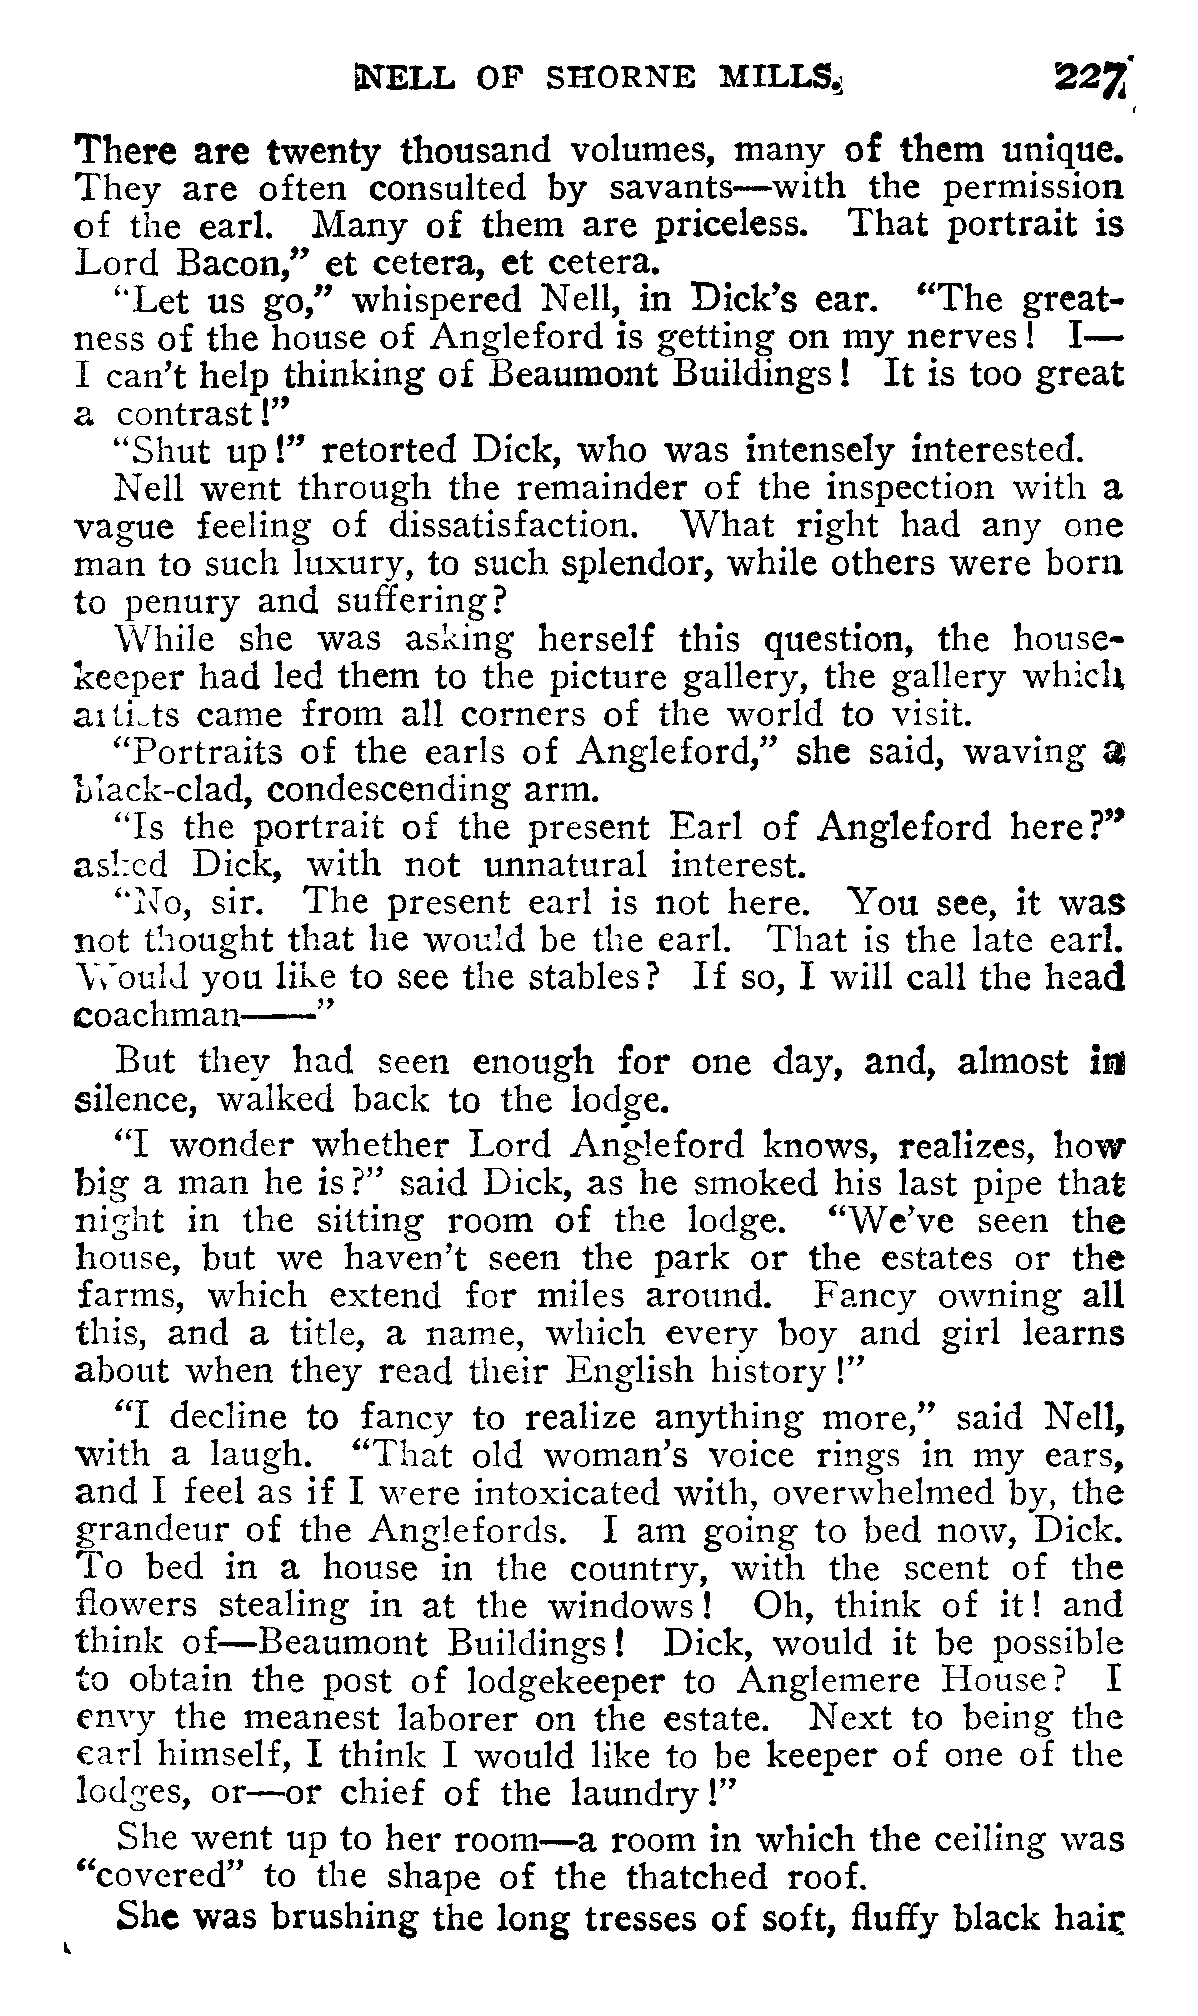 NELL OF SHORNE MILLS. 227
There are twenty thousand volumes, many of them unique.
They are often consulted by savants—with the permission
of the earl. Many of them are priceless. That portrait is
Lord Bacon,” et cetera, et cetera.
“Let us go,” whispered Nell, in Dick’s ear. “The great-
ness of the house of Angleford is getting on my nerves! I—
I can’t help thinking of Beaumont Buildings! It is too great
a contrast!”
“Shut up!” retorted Dick, who was intensely interested.
Nell went through the remainder of the inspection with a
vague feeling of dissatisfaction. What right had any one
man to such luxury, to such splendor, while others were born
to penury and suffering?
While she was asking herself this question, the house-
keeper had led them to the picture gallery, the gallery which
artists came from all corners of the world to visit.
“Portraits of the earls of Angleford,” she said, waving a
black-clad, condescending arm.
“Is the portrait of the present Earl of Angleford here?”
asked Dick, with not unnatural interest.
“No, sir. The present earl is not here. You see, it was
not thought that he would be the earl. That is the late earl.
Would you like to see the stables? If so, I will call the head
coachman——”
But they had seen enough for one day, and, almost in
silence, walked back to the lodge.
“I wonder whether Lord Angleford knows, realizes, how
big a man he is?” said Dick, as he smoked his last pipe that
night in the sitting room of the lodge. “We’ve seen the
house, but we haven’t seen the park or the estates or the
farms, which extend for miles around. Fancy owning all
this, and a title, a name, which every boy and girl learns
about when they read their English history!”
“I decline to fancy to realize anything more,” said Nell,
with a laugh. “That old woman’s voice rings in my ears,
and I feel as if I were intoxicated with, overwhelmed by, the
grandeur of the Anglefords. I am going to bed now, Dick.
To bed in a house in the country, with the scent of the
flowers stealing in at the windows! Oh, think of it! and
think of—Beaumont Buildings! Dick, would it be possible
to obtain the post of lodgekeeper to Anglemere House? I
envy the meanest laborer on the estate. Next to being the
earl himself, I think I would like to be keeper of one of the
lodges, or—or chief of the laundry!”
She went up to her room—a room in which the ceiling was
“covered” to the shape of the thatched roof.
She was brushing the long tresses of soft, fluffy black hair